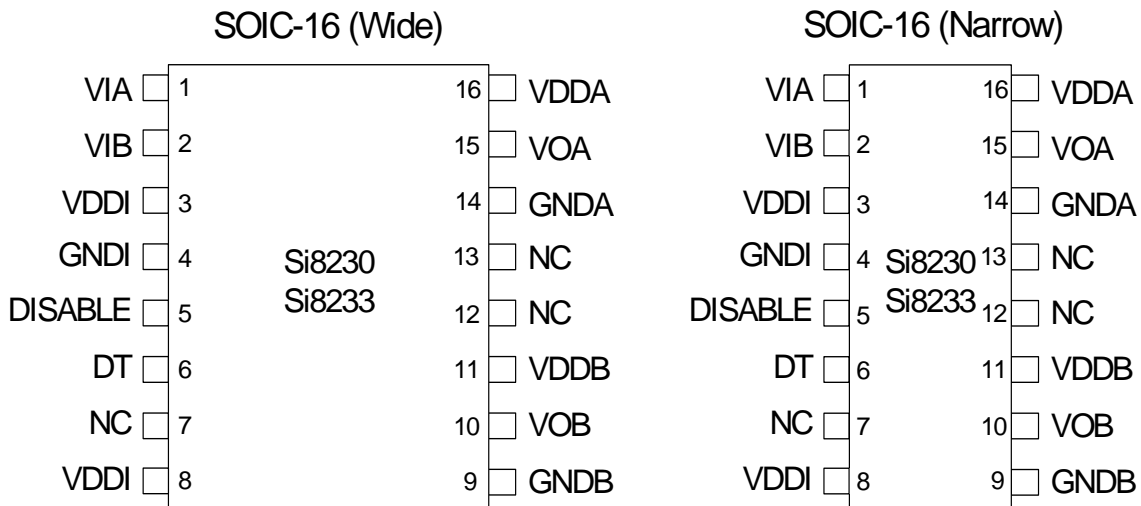 SOIC-16 (Wide)
VIA 1 16 VDDA
VIB 2 15 VOA
VDDI 3 14 GNDA
GNDI 4 13 NC
Si8230
Si8233
DISABLE 5 12 NC
DT 6 11 VDDB
NC 7 10 VOB
VDDI 8 9 GNDB
SOIC-16 (Narrow)
VIA 1 16 VDDA
VIB 2 15 VOA
VDDI 3 14 GNDA
GNDI 4 13 NC
Si8230
Si8233
DISABLE 5 12 NC
DT 6 11 VDDB
NC 7 10 VOB
VDDI 8 9 GNDB